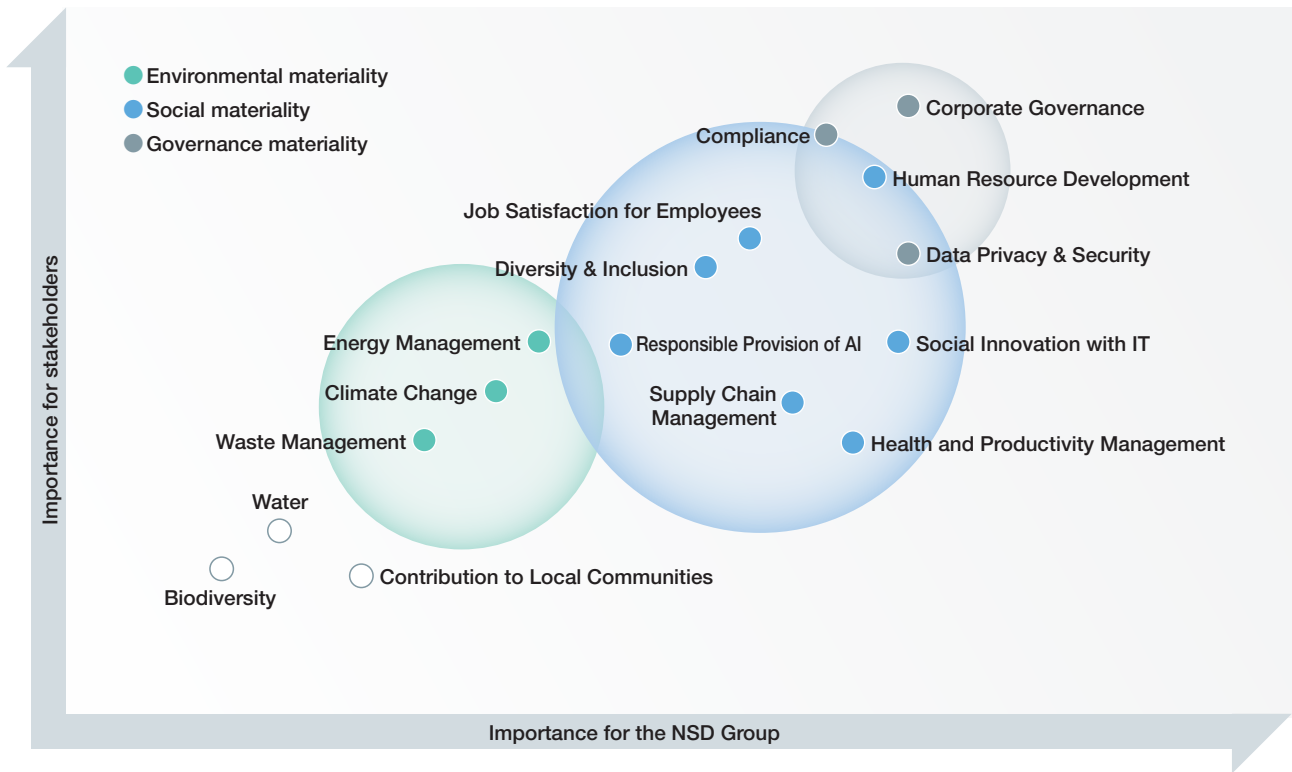 Environmental materiality
Social materiality
Governance materiality
Corporate Governance
Compliance
Human Resource Development
Job Satisfaction for Employees
Data Privacy & Security
Diversity & Inclusion
Energy Management
Responsible Provision of AI
Social Innovation with IT
Climate Change
Supply Chain
Management
Waste Management
Health and Productivity Management
Water
Contribution to Local Communities
Biodiversity
Importance for stakeholders
Importance for the NSD Group